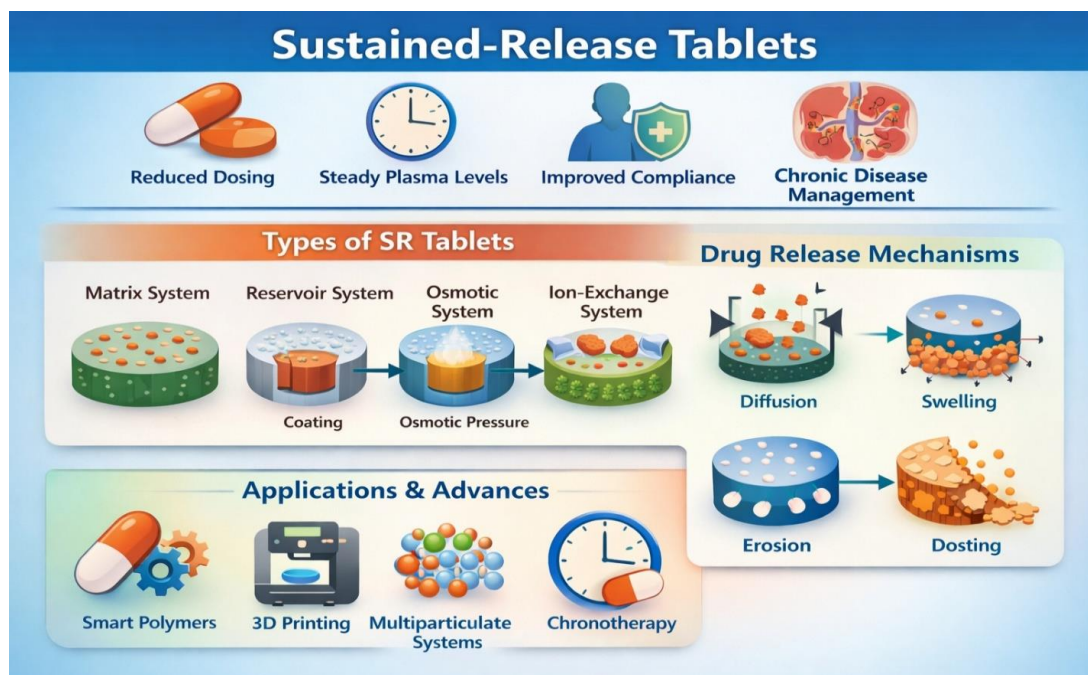 Sustained-Release Tablets
Reduced Dosing
Steady Plasma Levels
Improved Compliance
Chronic Disease
Management
Types of SR Tablets
Matrix System
Reservoir System
Osmotic
System
Ion-Exchange
System
Coating
Osmotic Pressure
Drug Release Mechanisms
Diffusion
Swelling
Erosion
Dosting
Applications & Advances
Smart Polymers
3D Printing
Multiparticulate
Systems
Chronotherapy